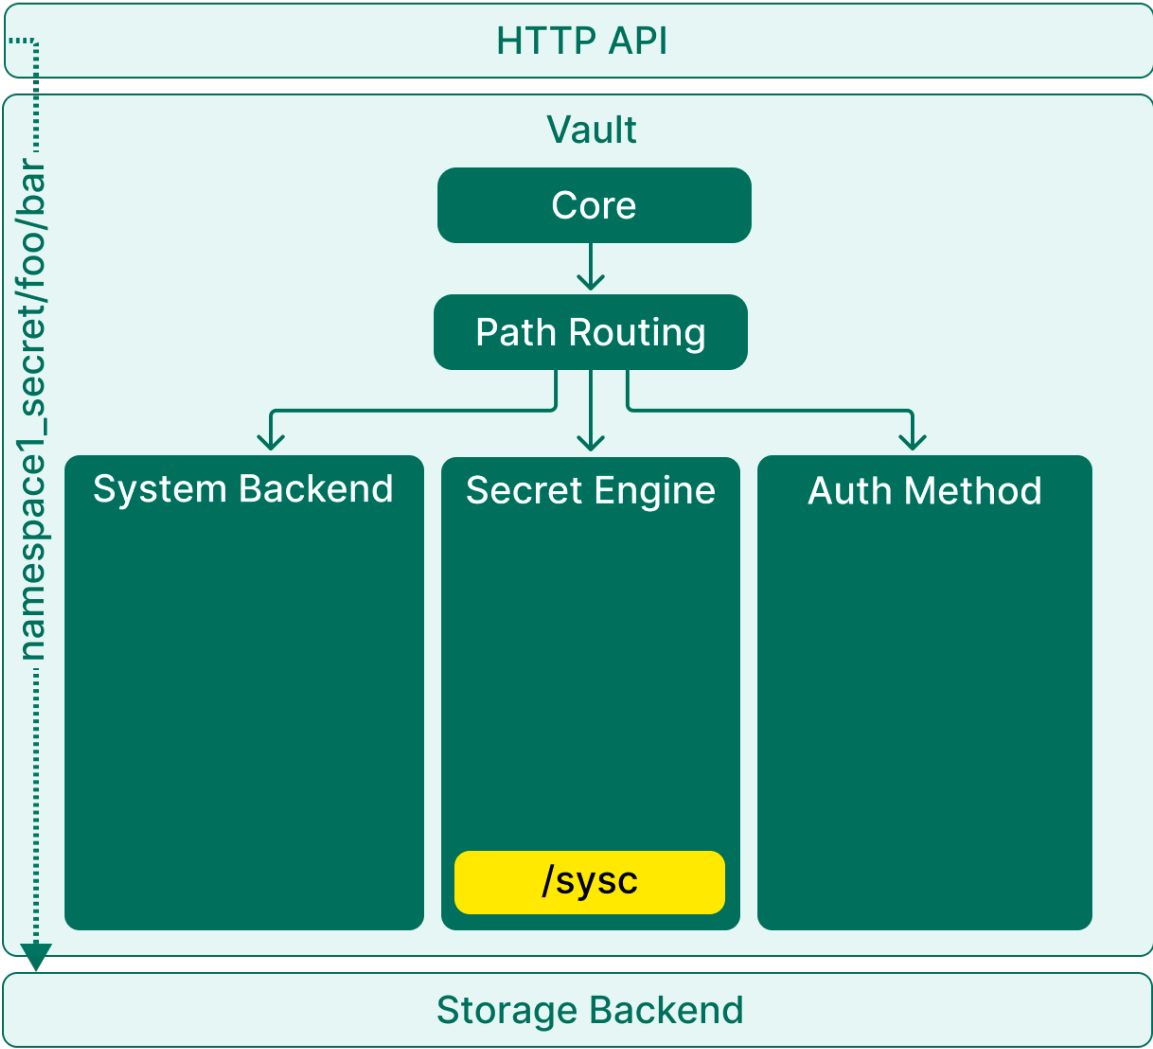 HTTP API
Vault
Core
Path Routing
namespace1_secret/foo/bar
System Backend
Secret Engine
Auth Method
/sysc
Storage Backend